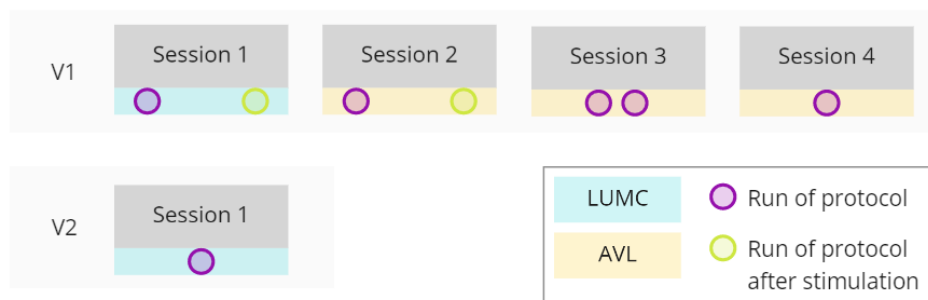 V1
Session 1
Session 2
Session 3
Session 4
V2
Session 1
LUMC
Run of protocol
AVL
Run of protocol
after stimulation